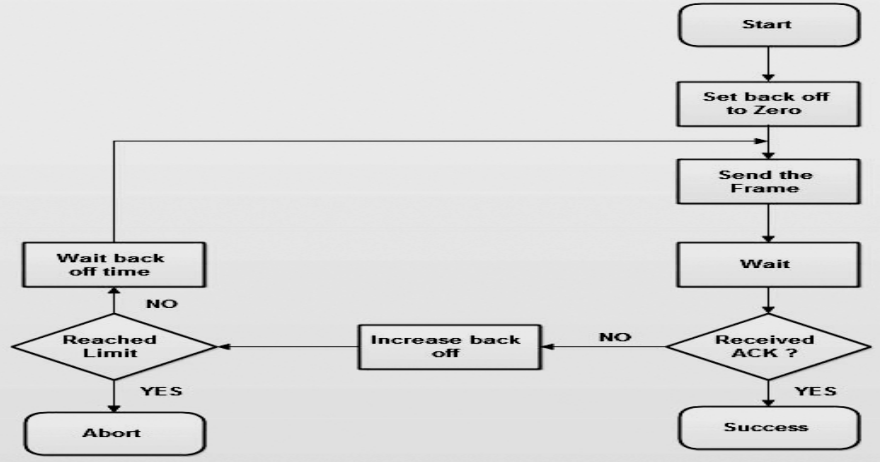 Start
Set back off
to Zero
Send the
Frame
Wait back
off time
Wait
NO
Reached
Limit
Increase back
off
NO
Received
ACK ?
YES
YES
Abort
Success